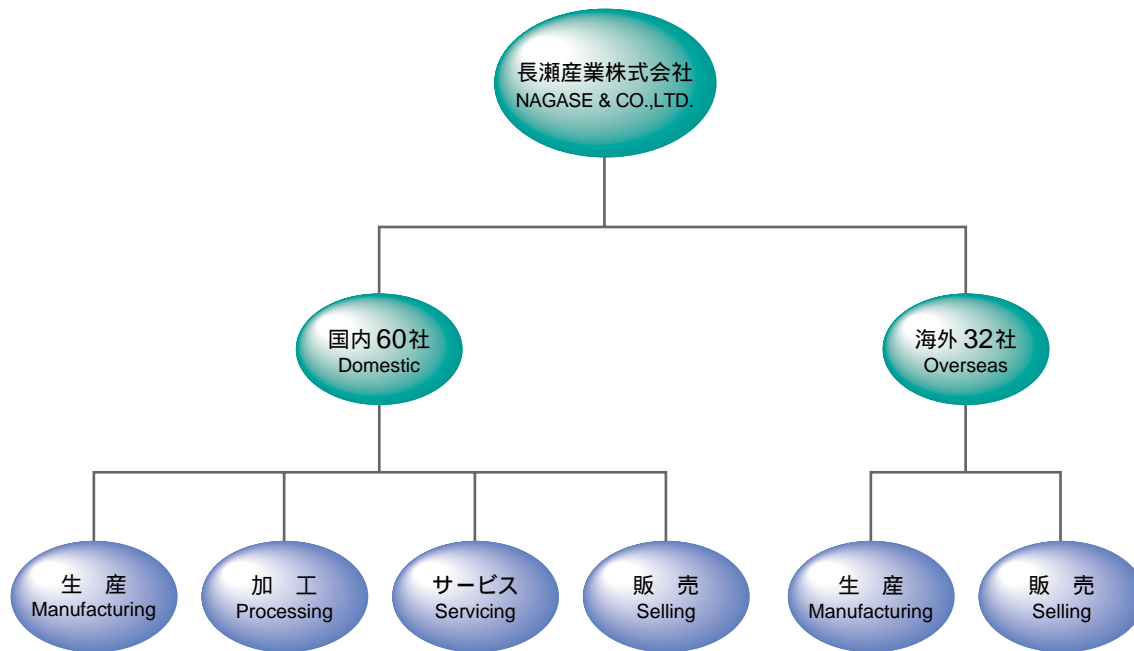 長瀬産業株式会社
NAGASE & CO.,LTD.
国内 60社
Domestic
海外 32社
Overseas
生 産
Manufacturing
加 工
Processing
サービス
Servicing
販 売
Selling
生 産
Manufacturing
販 売
Selling